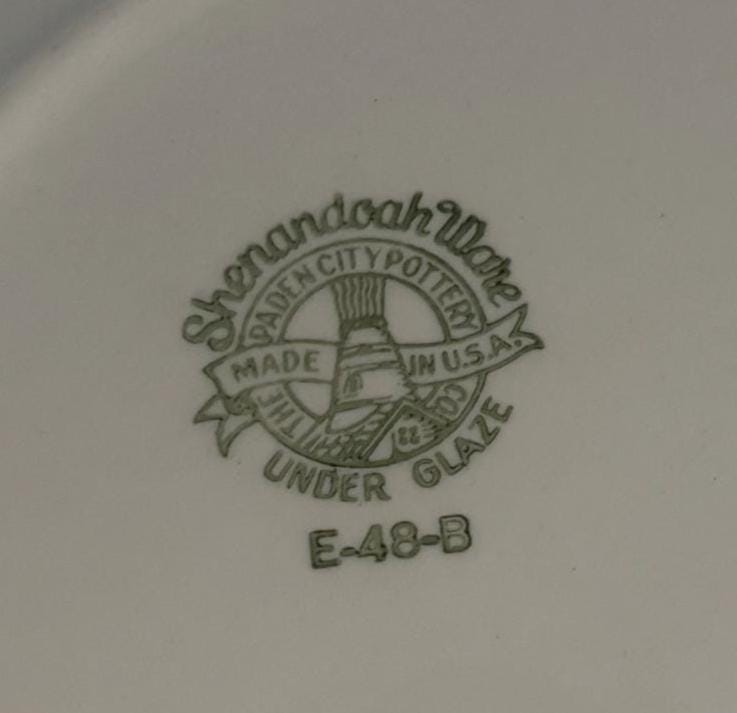 Shenandoah Ware
THE PADEN CITY POTTERY CO.
MADE IN U.S.A.
UNDER GLAZE
E-48-B